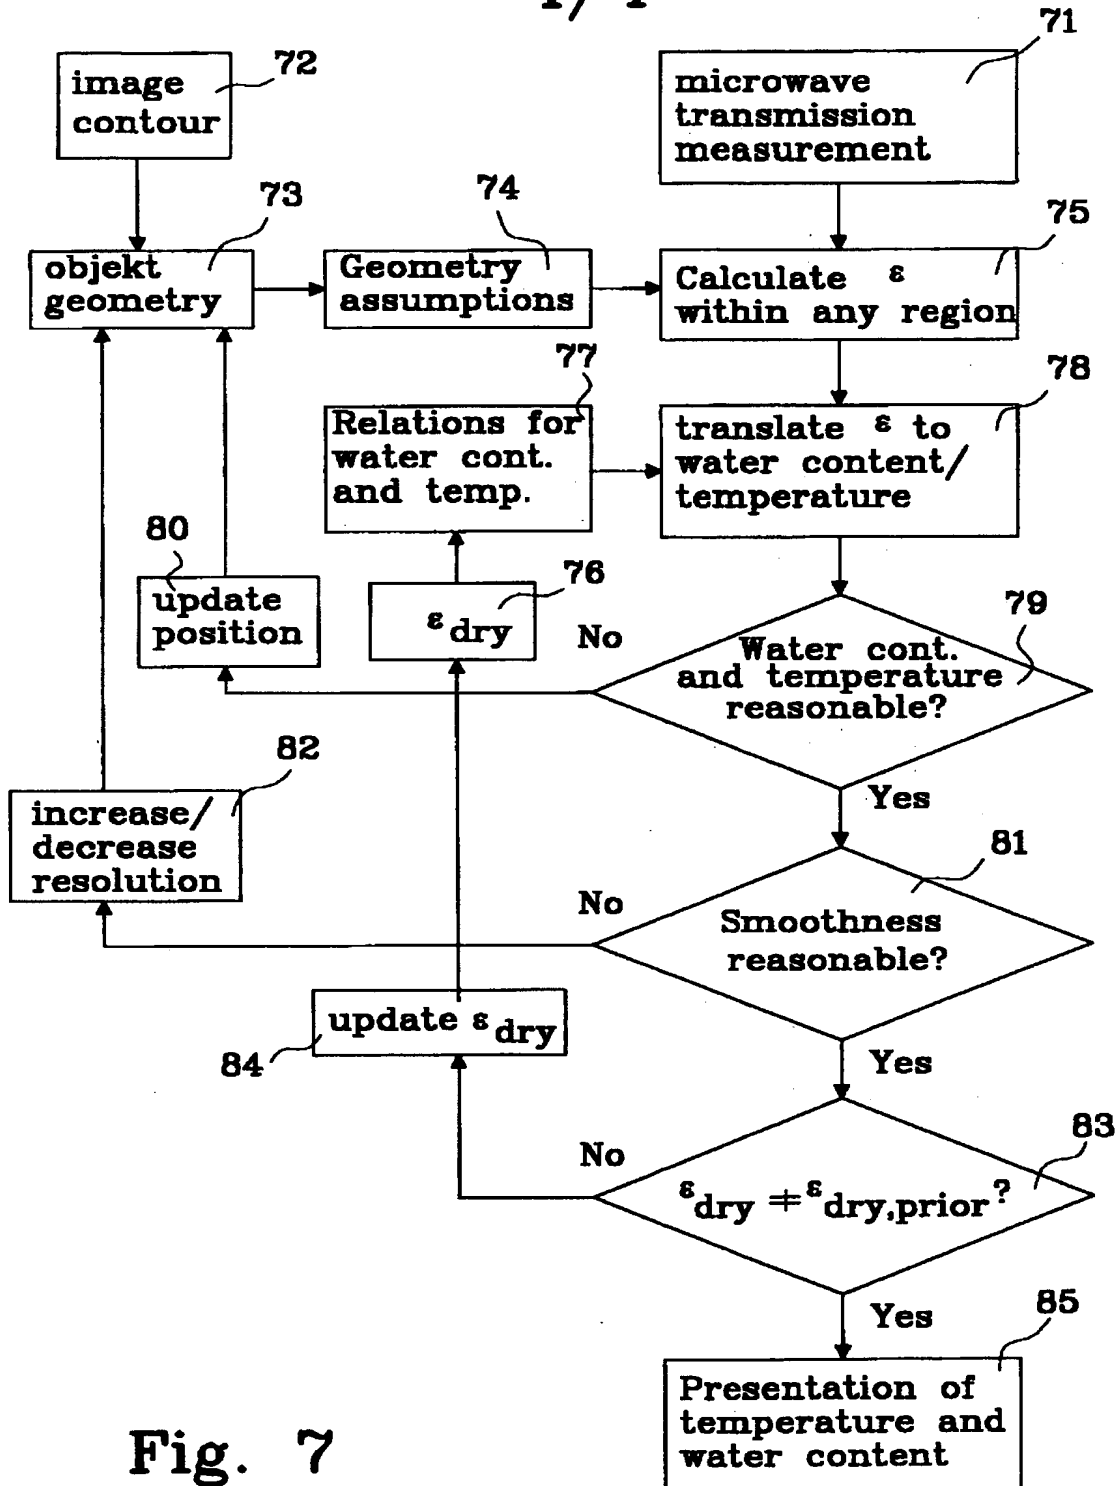 71
72
image
contour
microwave
transmission
measurement
73
74
75
objekt
geometry
Geometry
assumptions
Calculate ε
within any region
77
78
Relations for
water cont.
and temp.
translate ε to
water content/
temperature
80
update
position
76
ε dry
No
79
Water cont.
and temperature
reasonable?
82
Yes
increase/
decrease
resolution
81
No
Smoothness
reasonable?
update ε dry
84
Yes
83
No
ε dry ≠ ε dry,prior ?
Yes
85
Presentation of
temperature and
water content
Fig. 7